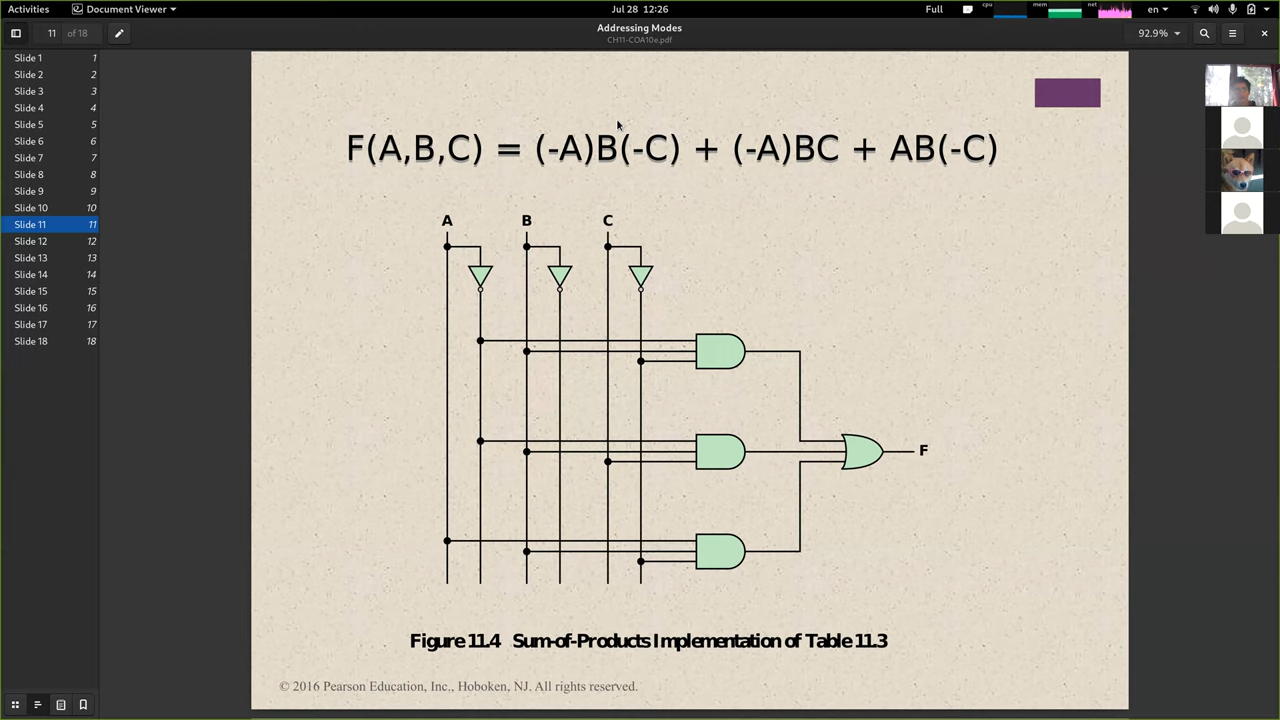 Activities Document Viewer Jul 28 12:26 Full cpu mem net en
11 of 18 Addressing Modes 92.9%
CH11-COA10e.pdf
Slide 1 1
Slide 2 2
Slide 3 3
Slide 4 4
Slide 5 5
Slide 6 6
Slide 7 7
Slide 8 8
Slide 9 9
Slide 10 10
Slide 11 11
Slide 12 12
Slide 13 13
Slide 14 14
Slide 15 15
Slide 16 16
Slide 17 17
Slide 18 18
F(A,B,C) = (-A)B(-C) + (-A)BC + AB(-C)
A B C
F
Figure 11.4 Sum-of-Products Implementation of Table 11.3
© 2016 Pearson Education, Inc., Hoboken, NJ. All rights reserved.